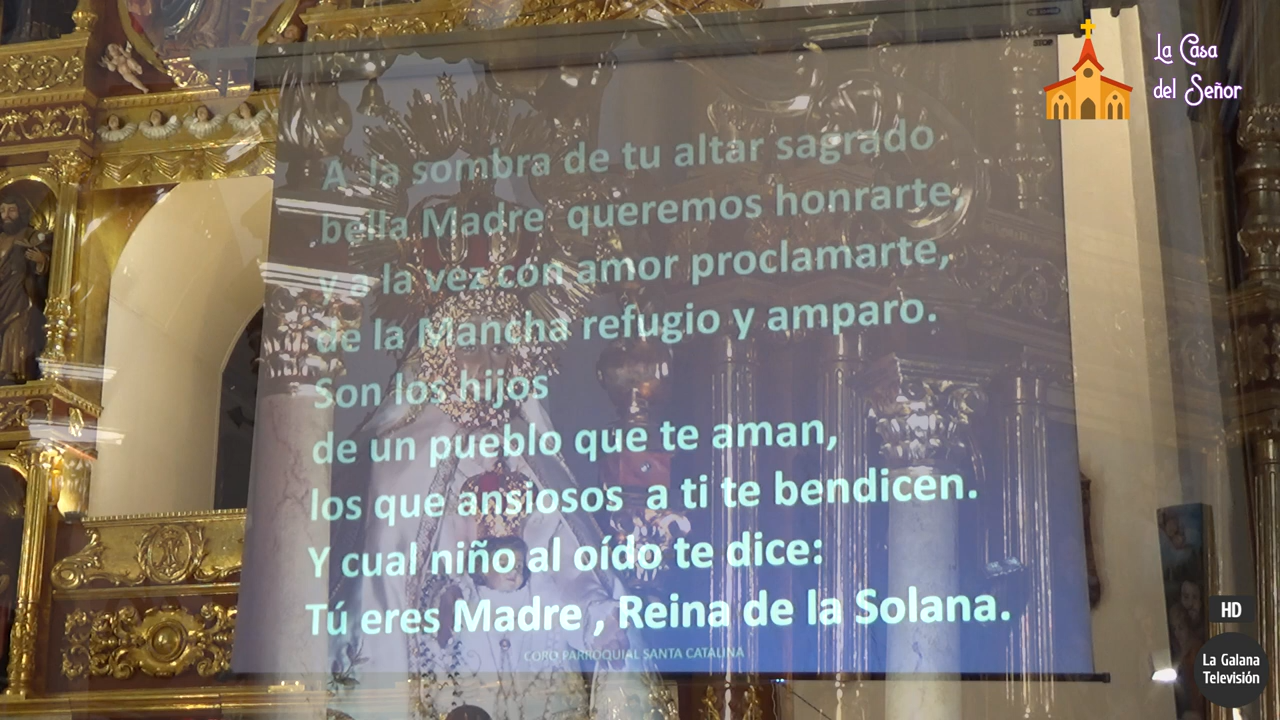 La Casa
del Señor
A la sombra de tu altar sagrado
bella Madre queremos honrarte,
y a la vez con amor proclamarte,
de la Mancha refugio y amparo.
Son los hijos
de un pueblo que te aman,
los que ansiosos a ti te bendicen.
Y cual niño al oído te dice:
Tú eres Madre , Reina de la Solana.
CORO PARROQUIAL SANTA CATALINA
HD
La Galana
Televisión